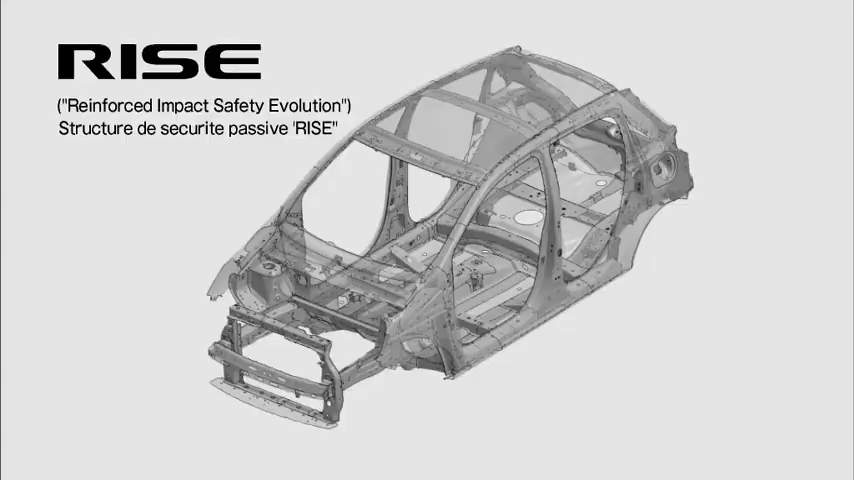 RISE
("Reinforced Impact Safety Evolution")
Structure de securite passive 'RISE"